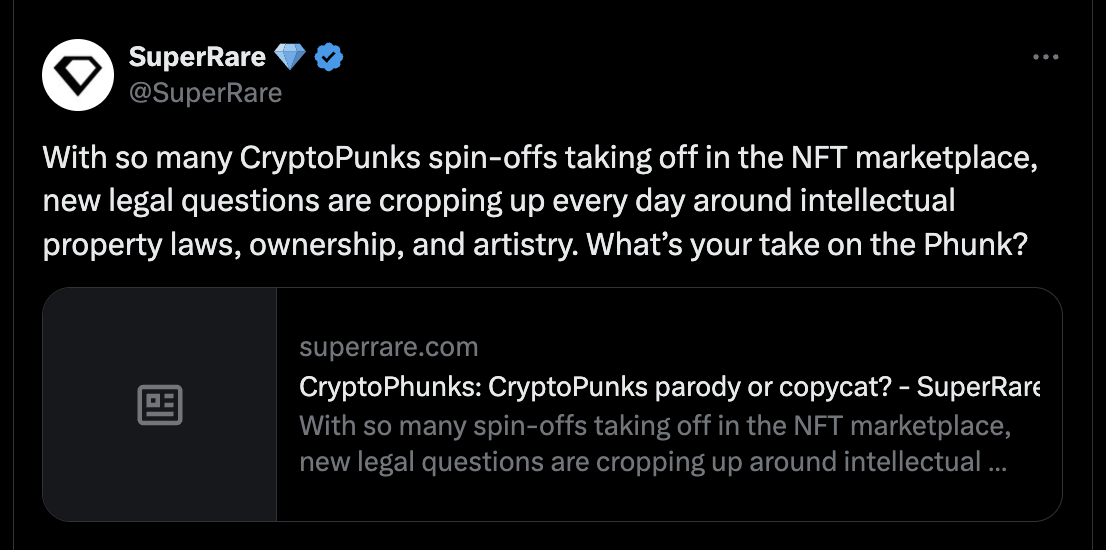 SuperRare 💎
@SuperRare
With so many CryptoPunks spin-offs taking off in the NFT marketplace,
new legal questions are cropping up every day around intellectual
property laws, ownership, and artistry. What’s your take on the Phunk?
superrare.com
CryptoPhunks: CryptoPunks parody or copycat? - SuperRare
With so many spin-offs taking off in the NFT marketplace,
new legal questions are cropping up around intellectual ...